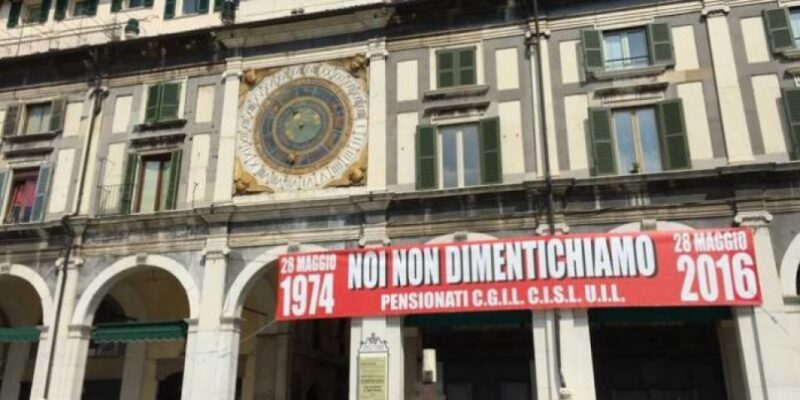 28 MAGGIO
1974
NOI NON DIMENTICHIAMO
PENSIONATI C.G.I.L. C.I.S.L. U.I.L.
28 MAGGIO
2016